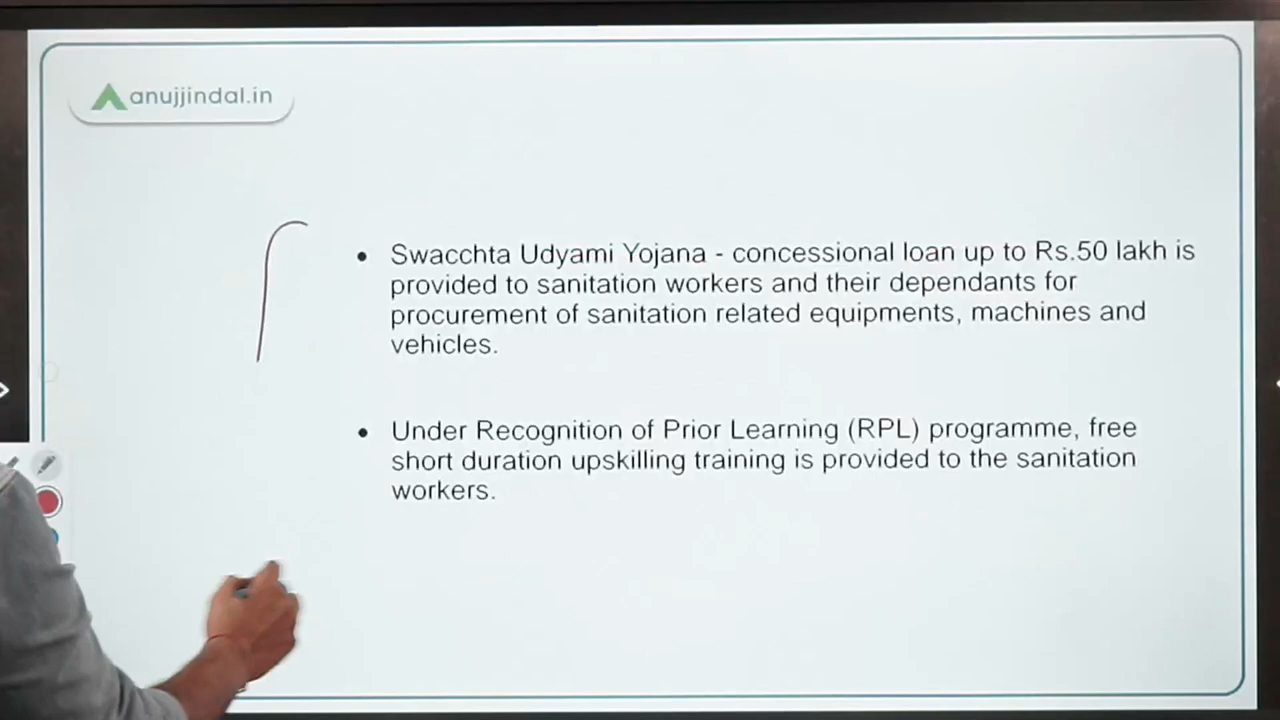 anujjindal.in
• Swacchta Udyami Yojana - concessional loan up to Rs.50 lakh is
provided to sanitation workers and their dependants for
procurement of sanitation related equipments, machines and
vehicles.
• Under Recognition of Prior Learning (RPL) programme, free
short duration upskilling training is provided to the sanitation
workers.